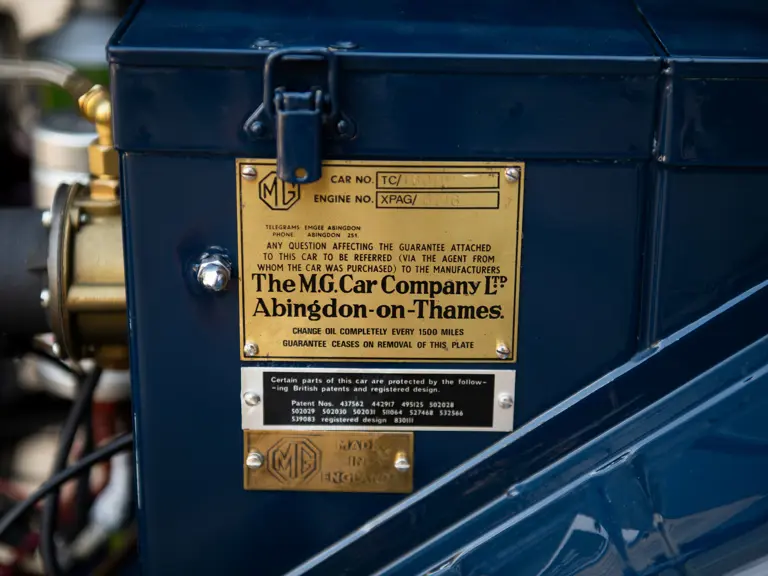 MG
CAR NO. TC/
ENGINE NO. XPAG/
TELEGRAMS: EMGEE ABINGDON
PHONE: ABINGDON 251.
ANY QUESTION AFFECTING THE GUARANTEE ATTACHED
TO THIS CAR TO BE REFERRED (VIA THE AGENT FROM
WHOM THE CAR WAS PURCHASED) TO THE MANUFACTURERS
The M.G. Car Company LTD
Abingdon-on-Thames.
CHANGE OIL COMPLETELY EVERY 1500 MILES
GUARANTEE CEASES ON REMOVAL OF THIS PLATE
Certain parts of this car are protected by the follow-
-ing British patents and registered design.
Patent Nos. 437562 442917 495125 502028
502029 502030 502031 511064 527468 532566
539083 registered design 830111
MG
MADE
IN
ENGLAND